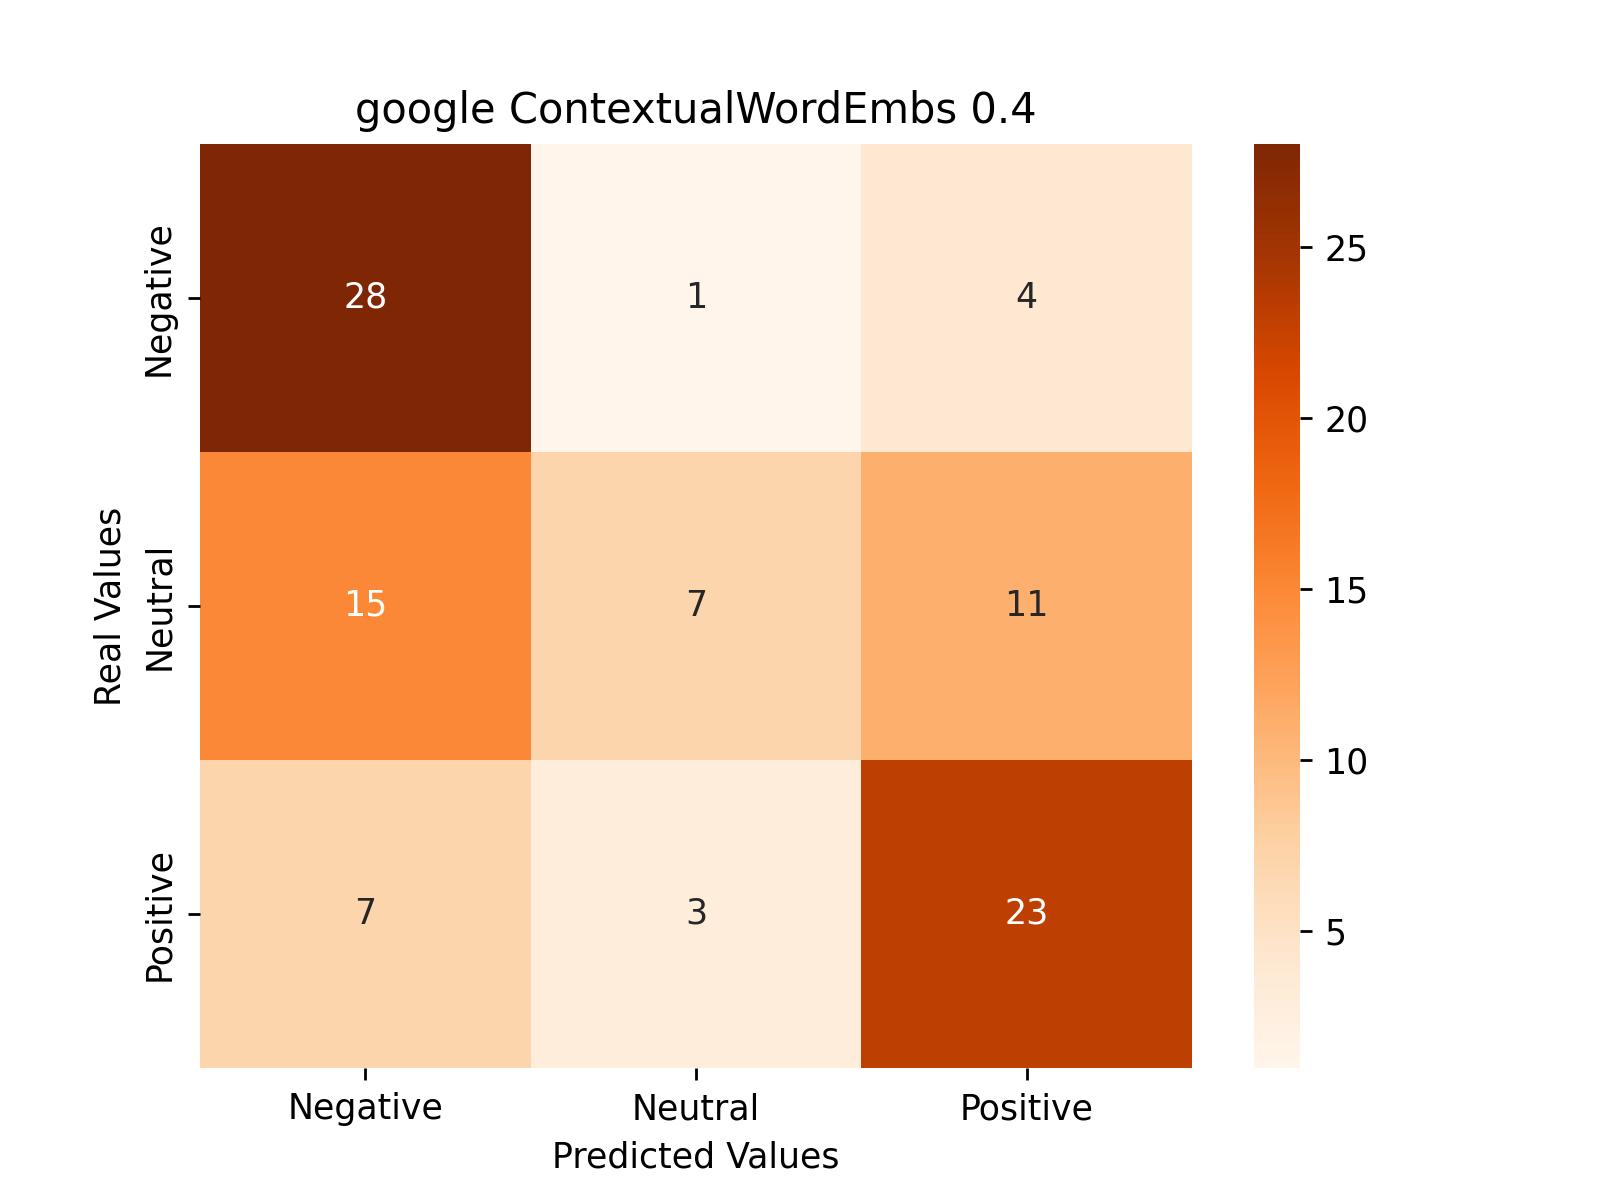 google ContextualWordEmbs 0.4
Real Values
Negative
28 1 4
Neutral
15 7 11
Positive
7 3 23
Negative Neutral Positive
Predicted Values
25
20
15
10
5